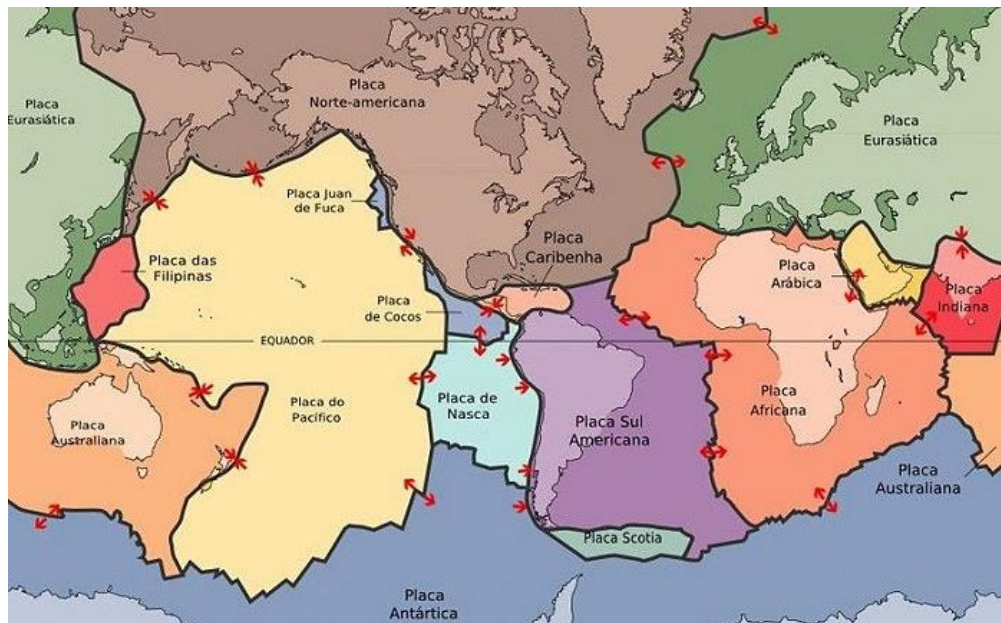 Placa
Norte-americana
Placa
Eurasiática
Placa
Eurasiática
Placa Juan
de Fuca
Placa
Caribenha
Placa das
Filipinas
Placa
Arábica
Placa
Indiana
Placa
de Cocos
EQUADOR
Placa do
Pacífico
Placa de
Nasca
Placa
Africana
Placa
Australiana
Placa Sul
Americana
Placa
Australiana
Placa Scotia
Placa
Antártica